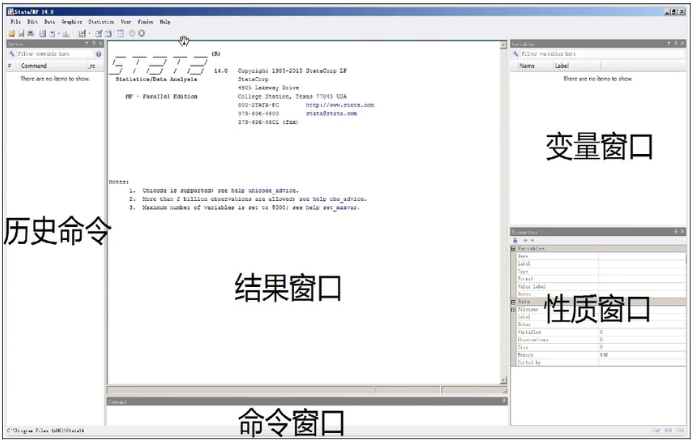 Stata/MP 14.0
File Edit Data Graphics Statistics User Window Help
Review
Filter commands here
# Command _rc
There are no items to show.
(R)
STATA
14.0 Copyright 1985-2015 StataCorp LP
Statistics/Data Analysis StataCorp
4905 Lakeway Drive
MP - Parallel Edition College Station, Texas 77845 USA
800-STATA-PC http://www.stata.com
979-696-4600 stata@stata.com
979-696-4601 (fax)
Notes:
1. Unicode is supported; see help unicode_advice.
2. More than 2 billion observations are allowed; see help obs_advice.
3. Maximum number of variables is set to 5000; see help set_maxvar.
历史命令
结果窗口
Command
命令窗口
Variables
Filter variables here
Name Label
There are no items to show.
变量窗口
Properties
Variables
Name
Label
Type
Format
Value label
Notes
Data
Filename
Label
Notes
Variables 0
Observations 0
Size 0
Memory 64M
Sorted by
性质窗口
CAP NUM OVR